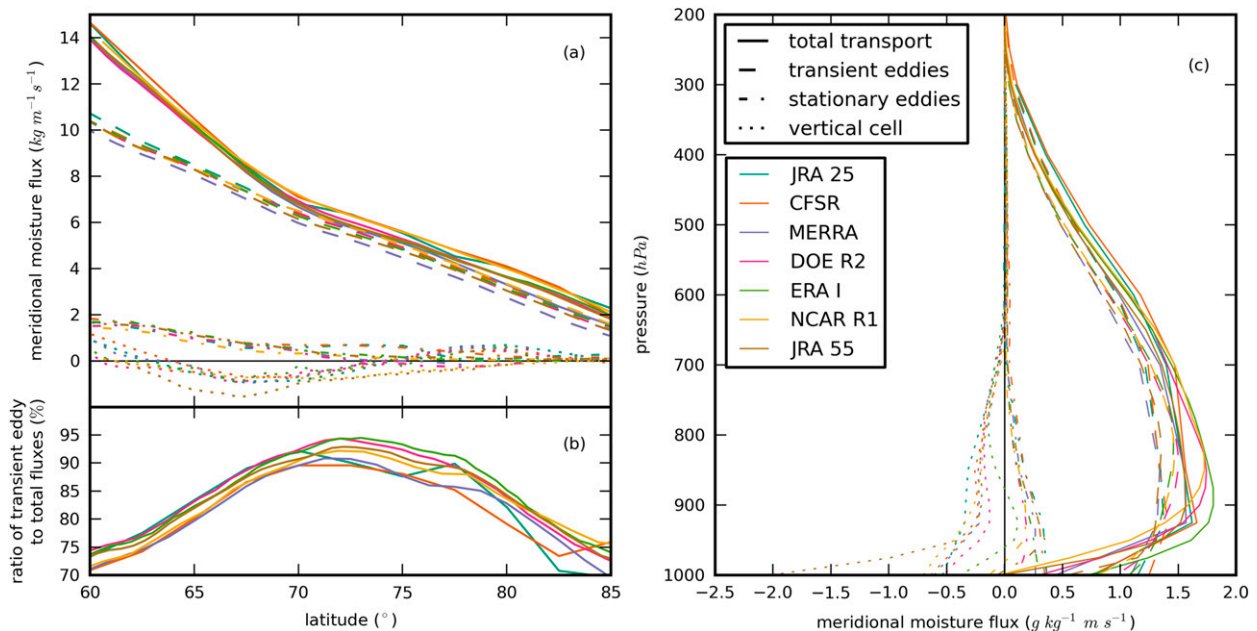 14
12
10
8
6
4
2
0
meridional moisture flux (kg m⁻¹ s⁻¹)
(a)
95
90
85
80
75
70
ratio of transient eddy
to total fluxes (%)
(b)
60 65 70 75 80 85
latitude (°)
200
300
400
500
600
700
800
900
1000
pressure (hPa)
total transport
transient eddies
stationary eddies
vertical cell
(c)
JRA 25
CFSR
MERRA
DOE R2
ERA I
NCAR R1
JRA 55
−2.5 −2.0 −1.5 −1.0 −0.5 0.0 0.5 1.0 1.5 2.0
meridional moisture flux (g kg⁻¹ m s⁻¹)